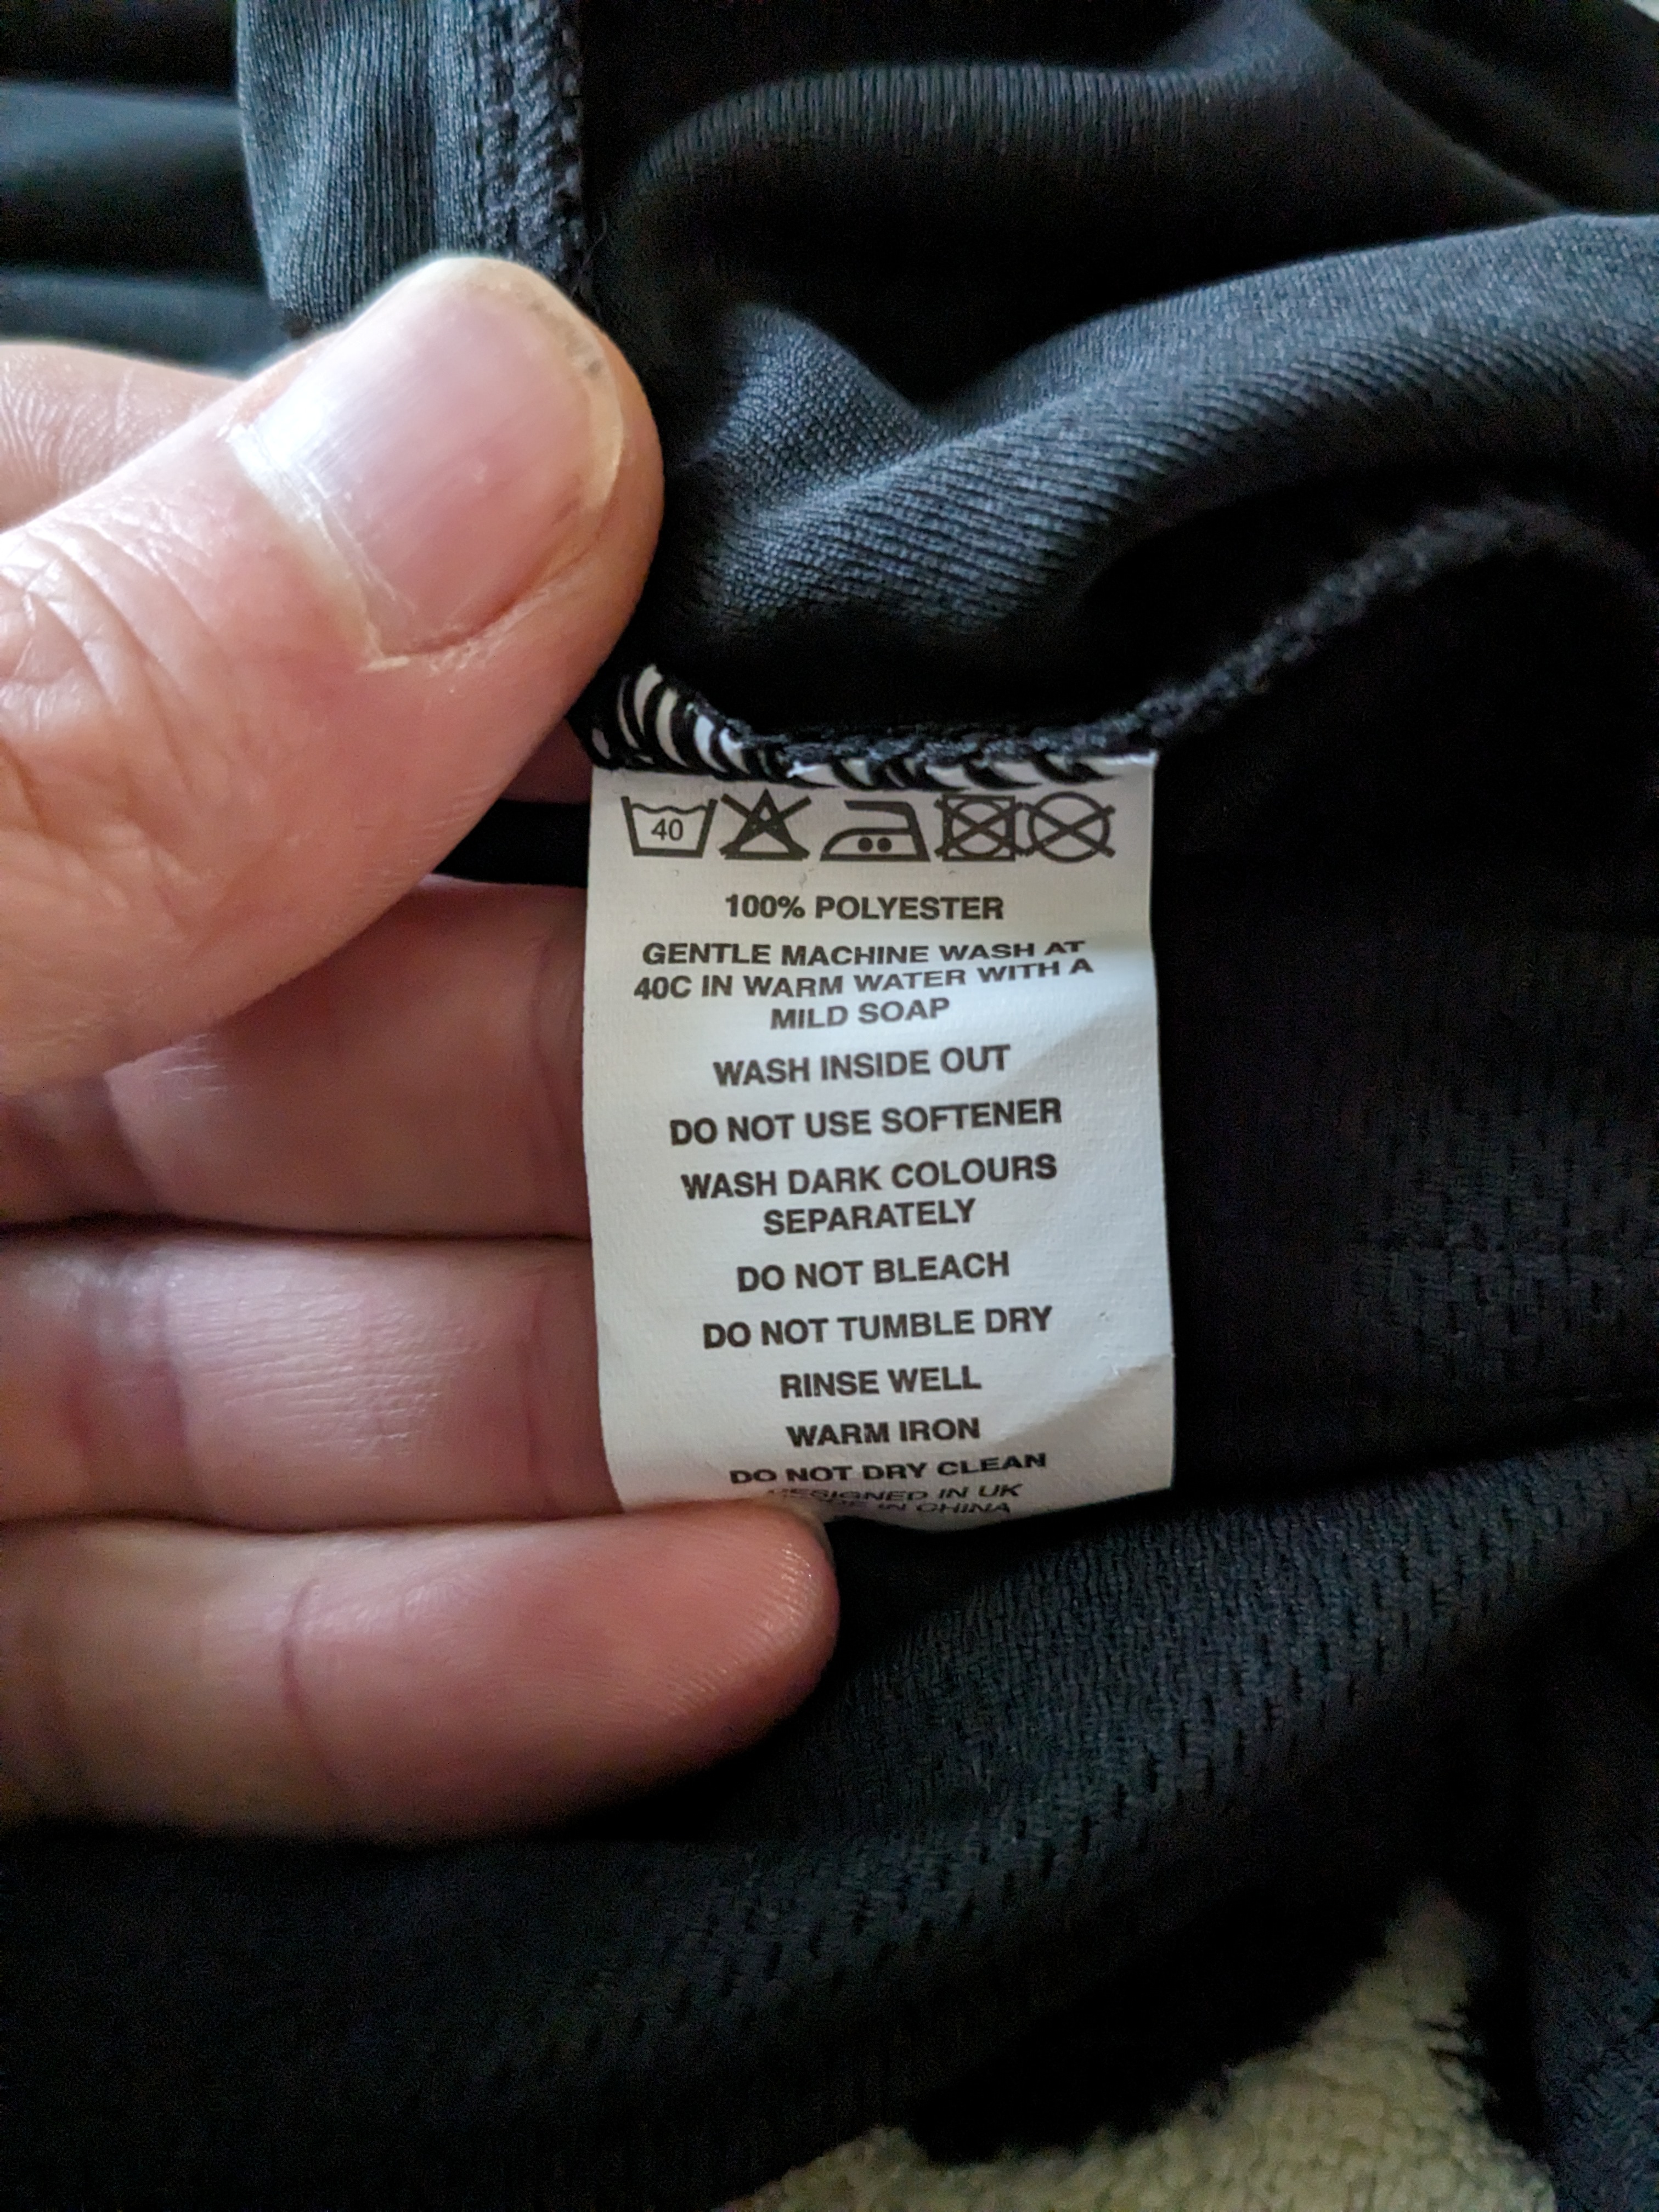 40
100% POLYESTER
GENTLE MACHINE WASH AT
40C IN WARM WATER WITH A
MILD SOAP
WASH INSIDE OUT
DO NOT USE SOFTENER
WASH DARK COLOURS
SEPARATELY
DO NOT BLEACH
DO NOT TUMBLE DRY
RINSE WELL
WARM IRON
DO NOT DRY CLEAN
DESIGNED IN UK
IN CHINA